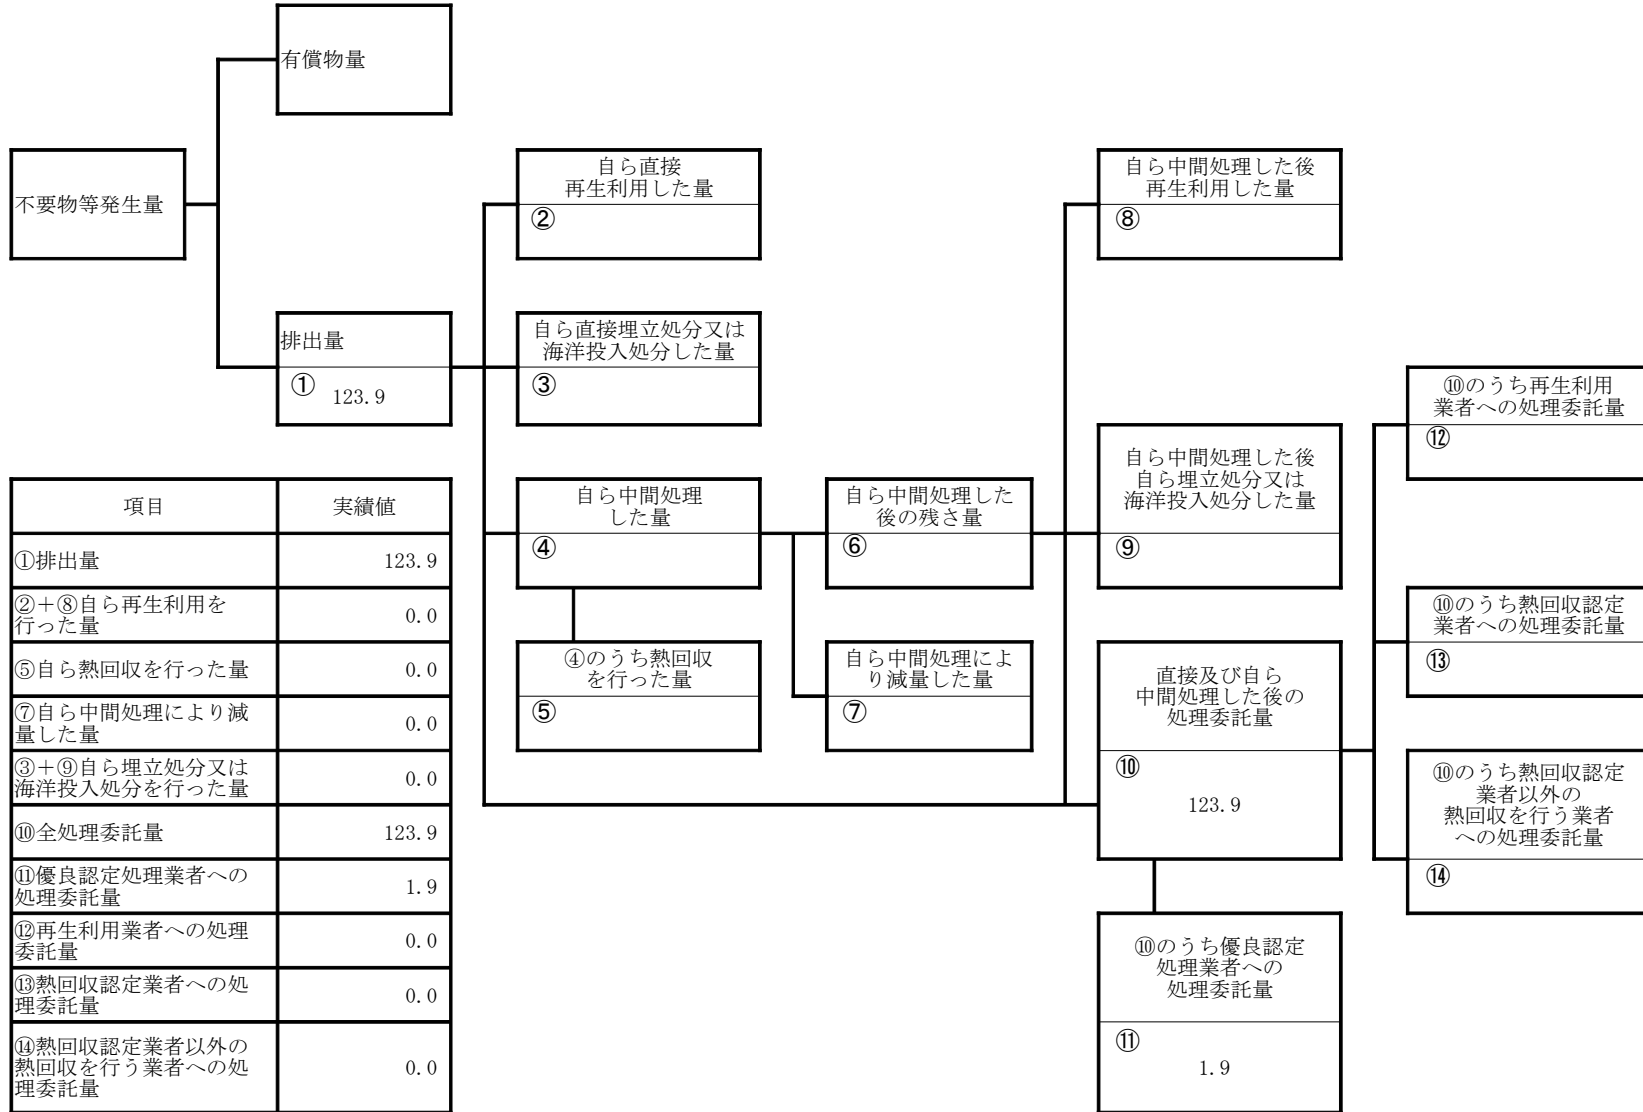 有償物量
不要物等発生量
自ら直接
再生利用した量
②
自ら中間処理した後
再生利用した量
⑧
排出量
① 123.9
自ら直接埋立処分又は
海洋投入処分した量
③
⑩のうち再生利用
業者への処理委託量
⑫
自ら中間処理した後
自ら埋立処分又は
海洋投入処分した量
⑨
自ら中間処理
した量
④
自ら中間処理した
後の残さ量
⑥
④のうち熱回収
を行った量
⑤
自ら中間処理によ
り減量した量
⑦
直接及び自ら
中間処理した後の
処理委託量
⑩
123.9
⑩のうち熱回収認定
業者への処理委託量
⑬
⑩のうち熱回収認定
業者以外の
熱回収を行う業者
への処理委託量
⑭
⑩のうち優良認定
処理業者への
処理委託量
⑪
1.9
項目 実績値
①排出量 123.9
②+⑧自ら再生利用を
行った量 0.0
⑤自ら熱回収を行った量 0.0
⑦自ら中間処理により減
量した量 0.0
③+⑨自ら埋立処分又は
海洋投入処分を行った量 0.0
⑩全処理委託量 123.9
⑪優良認定処理業者への
処理委託量 1.9
⑫再生利用業者への処理
委託量 0.0
⑬熱回収認定業者への処
理委託量 0.0
⑭熱回収認定業者以外の
熱回収を行う業者への処
理委託量 0.0